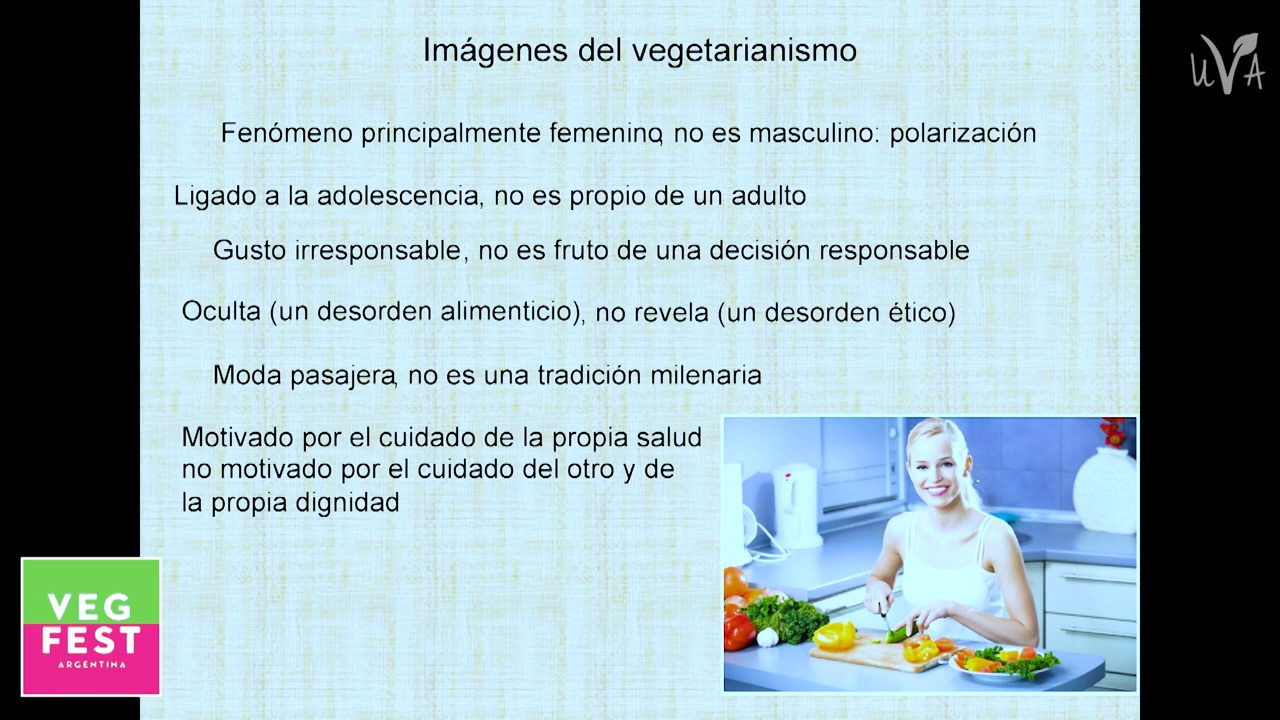 Imágenes del vegetarianismo
UVA
Fenómeno principalmente femenino, no es masculino: polarización
Ligado a la adolescencia, no es propio de un adulto
Gusto irresponsable, no es fruto de una decisión responsable
Oculta (un desorden alimenticio), no revela (un desorden ético)
Moda pasajera, no es una tradición milenaria
Motivado por el cuidado de la propia salud
no motivado por el cuidado del otro y de
la propia dignidad
VEG
FEST
ARGENTINA